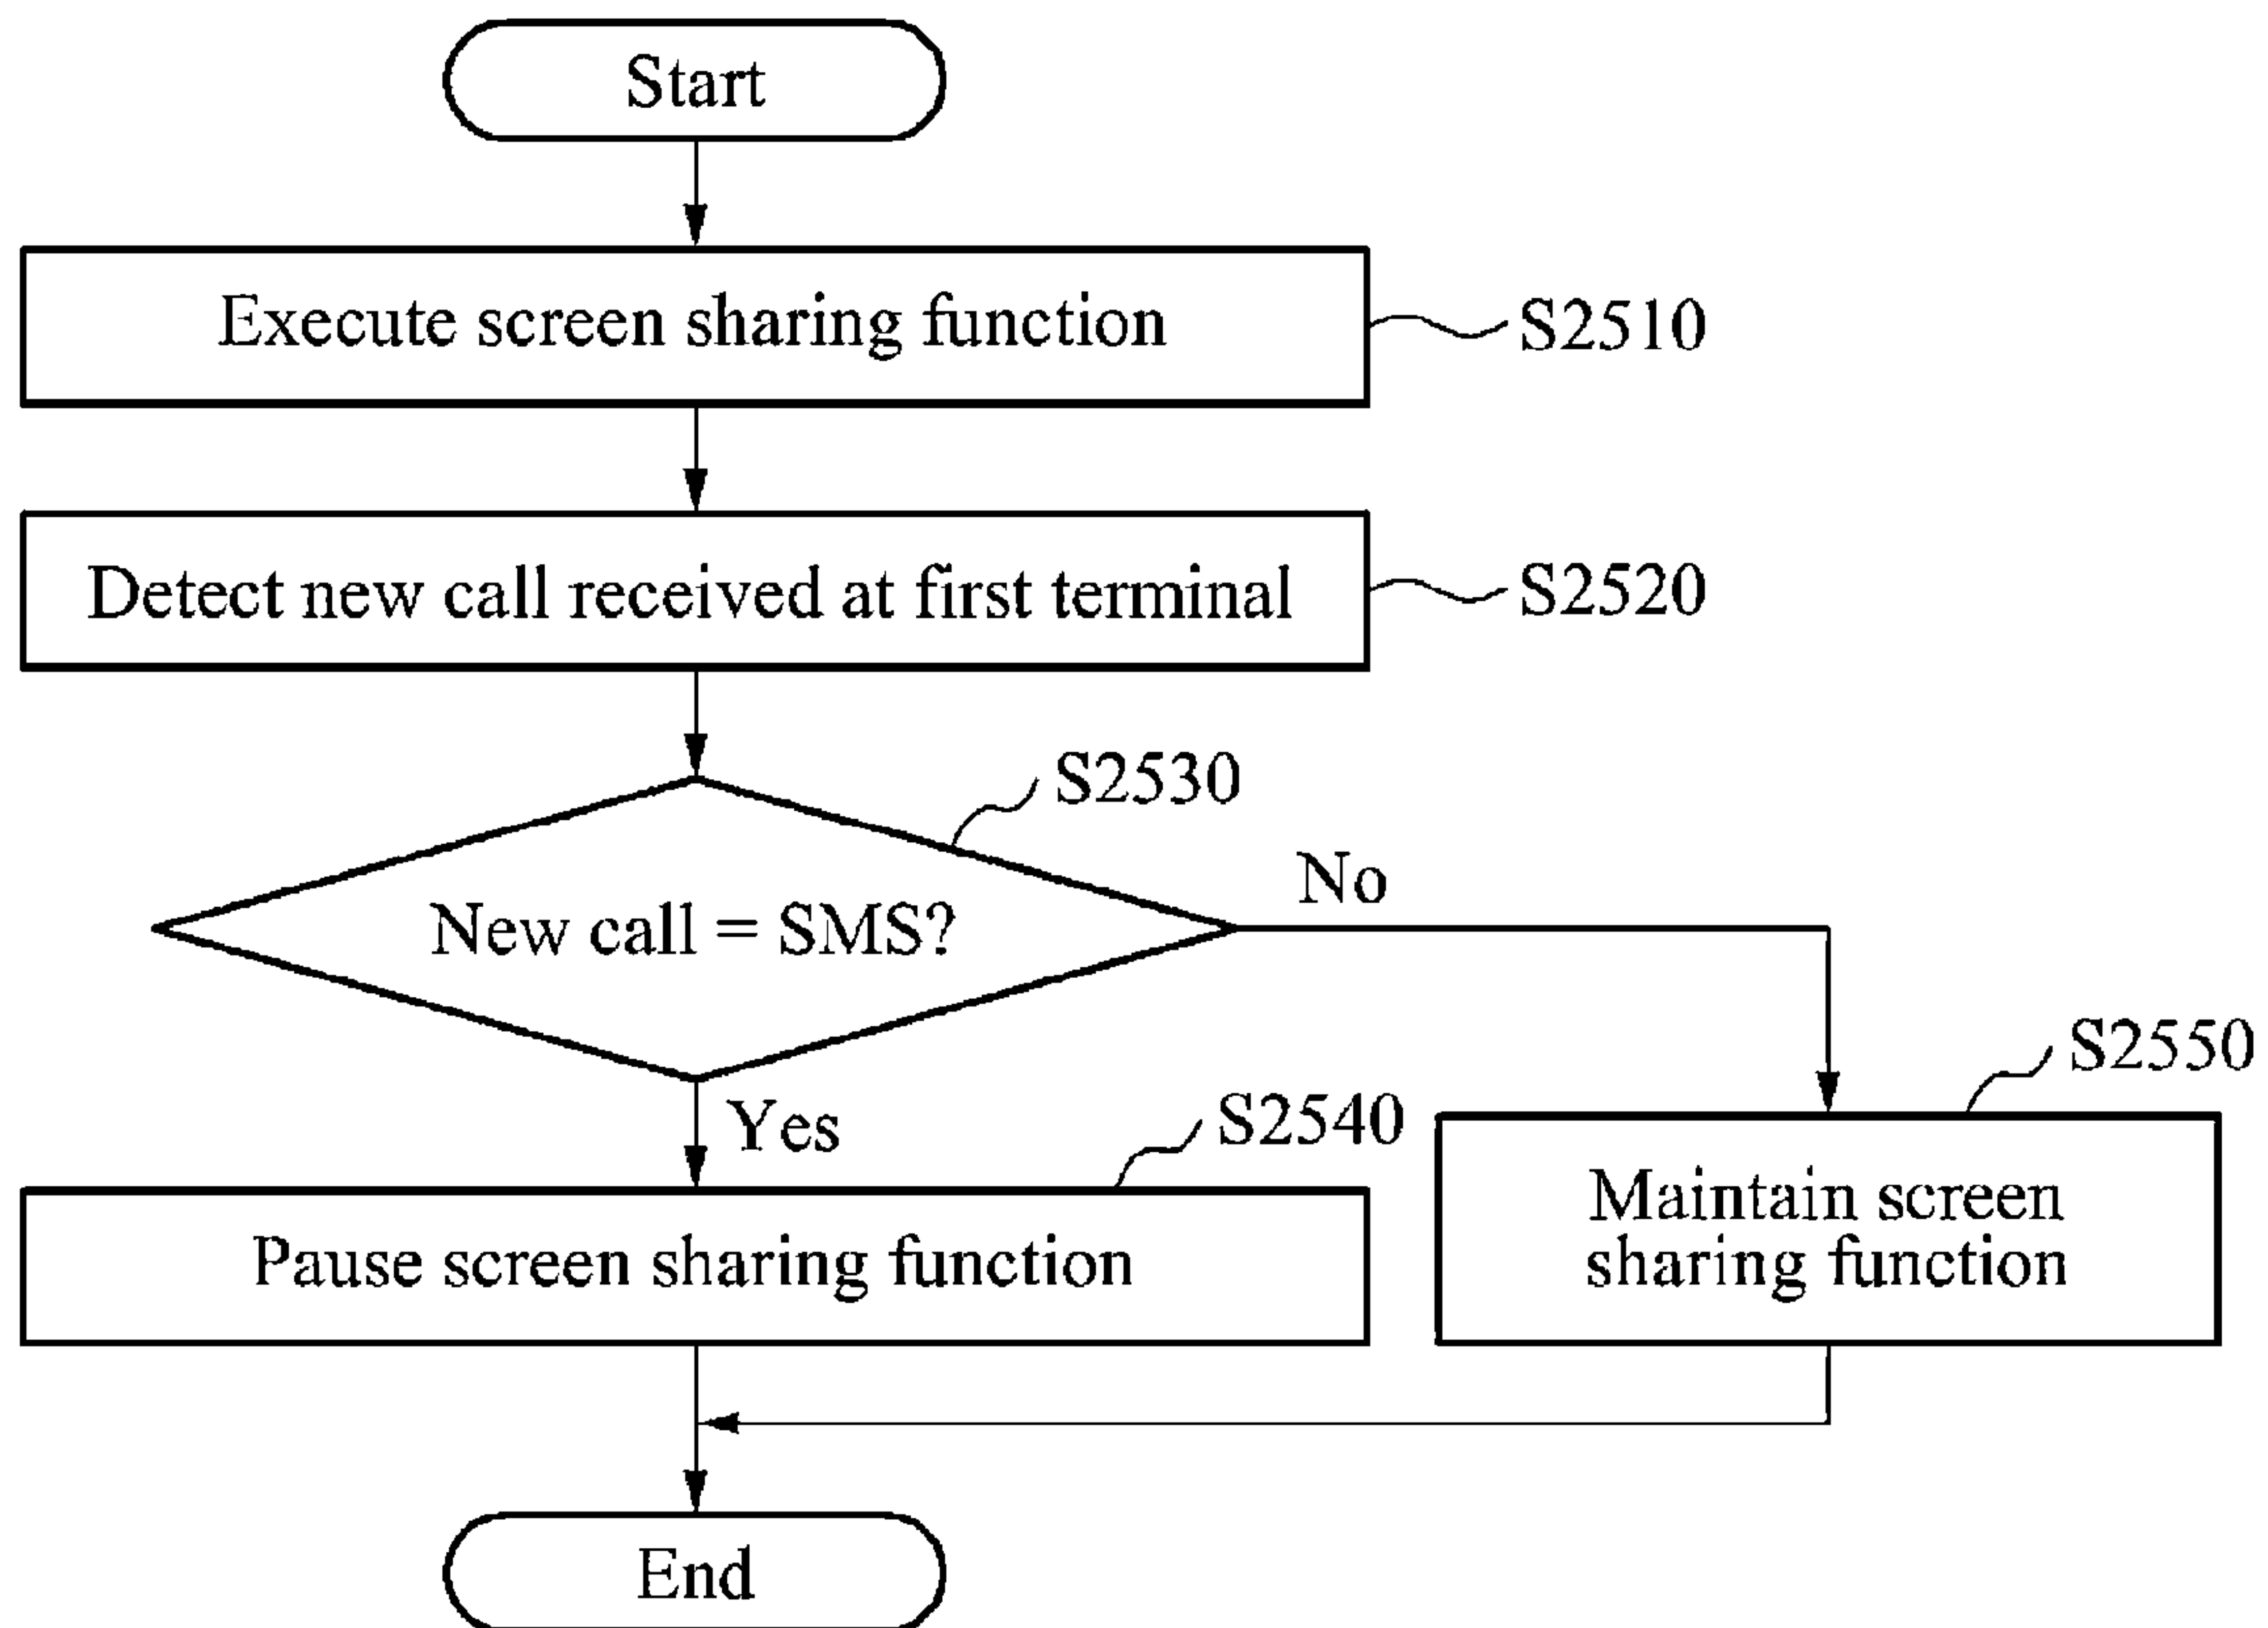 Start
Execute screen sharing function
S2510
Detect new call received at first terminal
S2520
S2530
New call = SMS?
No
Yes
S2540
Pause screen sharing function
S2550
Maintain screen
sharing function
End